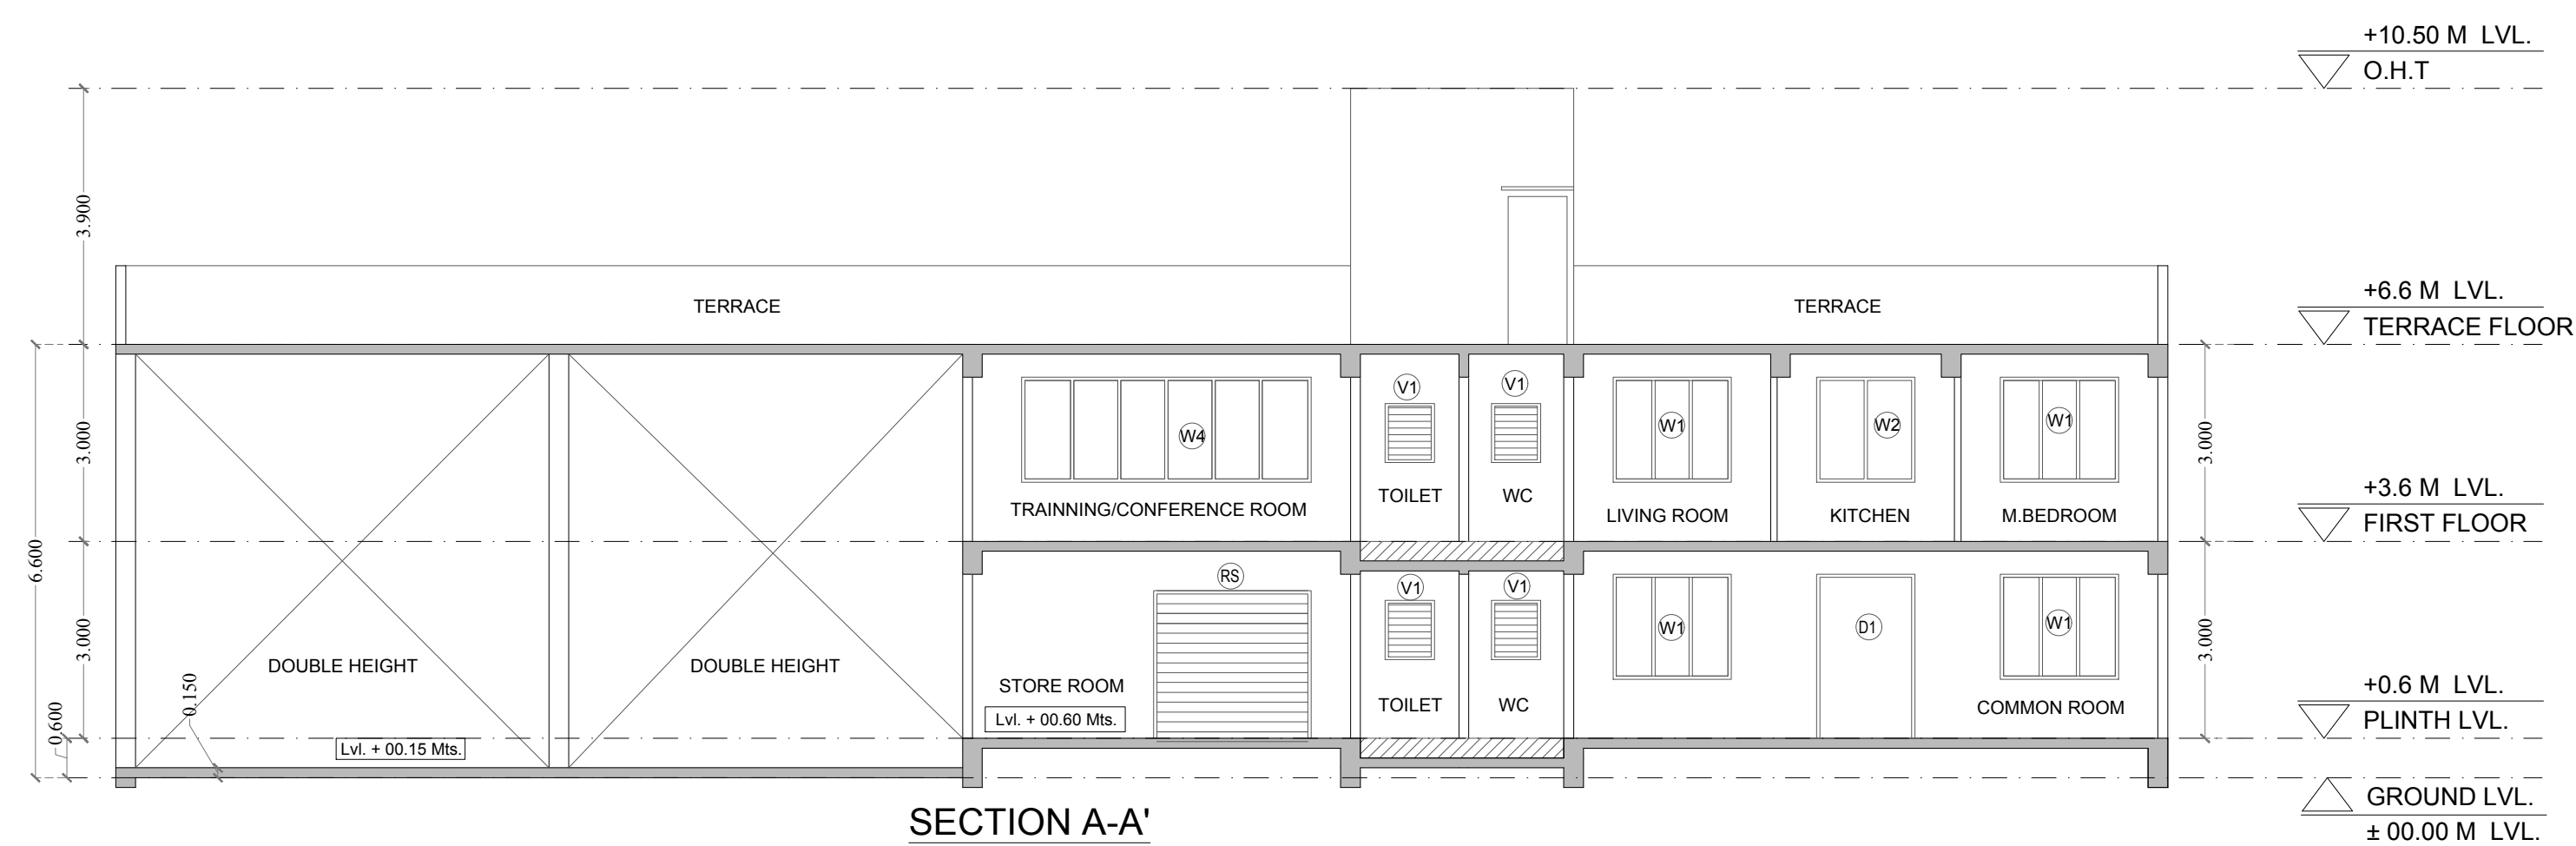 +10.50 M LVL.
O.H.T
3.900
TERRACE
TERRACE
+6.6 M LVL.
TERRACE FLOOR
V1
V1
W4
W1
W2
W1
3.000
3.000
TOILET
WC
TRAINNING/CONFERENCE ROOM
LIVING ROOM
KITCHEN
M.BEDROOM
+3.6 M LVL.
FIRST FLOOR
6.600
RS
V1
V1
W1
D1
W1
3.000
3.000
DOUBLE HEIGHT
DOUBLE HEIGHT
STORE ROOM
Lvl. + 00.60 Mts.
TOILET
WC
COMMON ROOM
+0.6 M LVL.
PLINTH LVL.
0.600
0.150
Lvl. + 00.15 Mts.
GROUND LVL.
± 00.00 M LVL.
SECTION A-A'